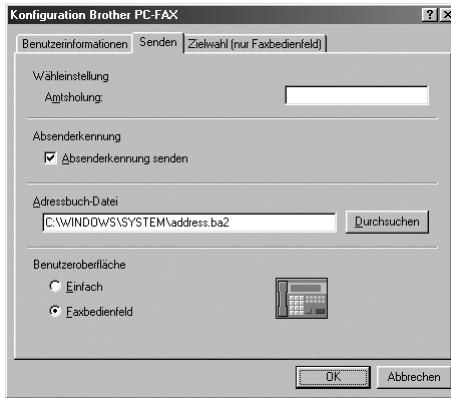 Konfiguration Brother PC-FAX
Benutzerinformationen Senden Zielwahl (nur Faxbedienfeld)
Wähleinstellung
Amtsholung:
Absenderkennung
Absenderkennung senden
Adressbuch-Datei
C:\WINDOWS\SYSTEM\address.ba2 Durchsuchen
Benutzeroberfläche
Einfach
Faxbedienfeld
OK Abbrechen